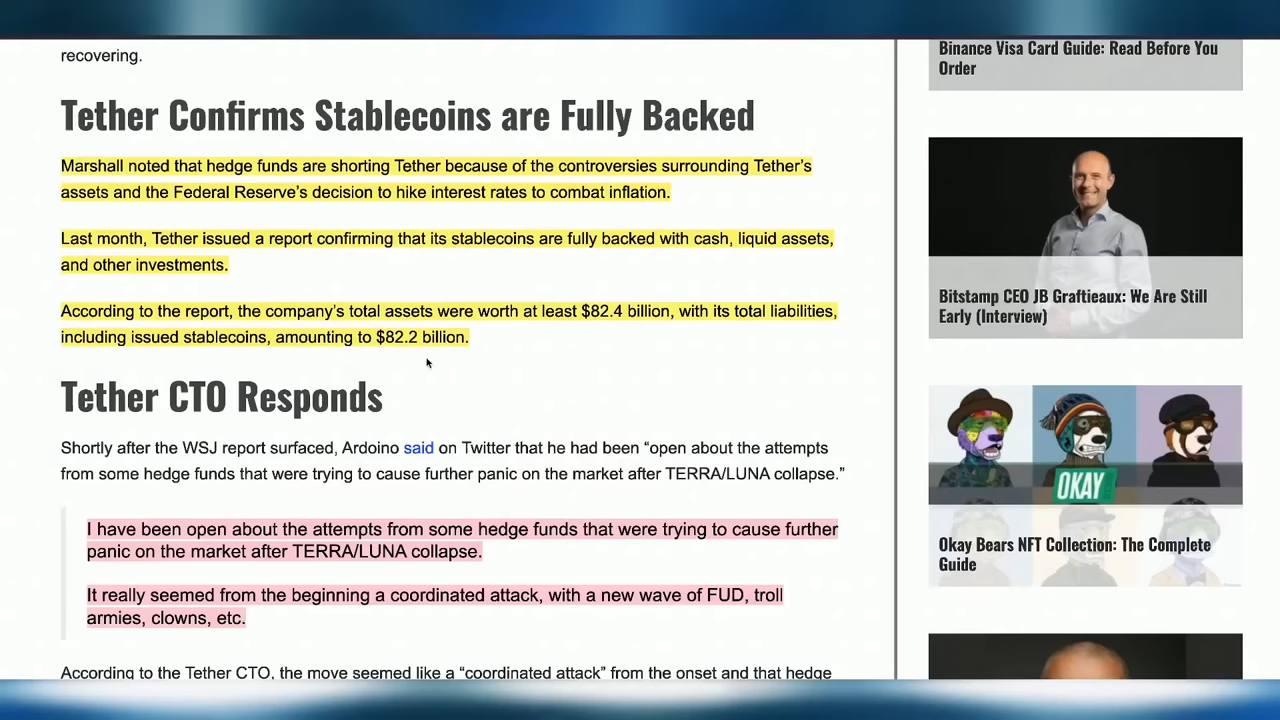 recovering.
Tether Confirms Stablecoins are Fully Backed
Marshall noted that hedge funds are shorting Tether because of the controversies surrounding Tether's
assets and the Federal Reserve's decision to hike interest rates to combat inflation.
Last month, Tether issued a report confirming that its stablecoins are fully backed with cash, liquid assets,
and other investments.
According to the report, the company's total assets were worth at least $82.4 billion, with its total liabilities,
including issued stablecoins, amounting to $82.2 billion.
Tether CTO Responds
Shortly after the WSJ report surfaced, Ardoino said on Twitter that he had been “open about the attempts
from some hedge funds that were trying to cause further panic on the market after TERRA/LUNA collapse.”
I have been open about the attempts from some hedge funds that were trying to cause further
panic on the market after TERRA/LUNA collapse.
It really seemed from the beginning a coordinated attack, with a new wave of FUD, troll
armies, clowns, etc.
According to the Tether CTO, the move seemed like a “coordinated attack” from the onset and that hedge
Binance Visa Card Guide: Read Before You
Order
Bitstamp CEO JB Graftieaux: We Are Still
Early (Interview)
OKAY
Okay Bears NFT Collection: The Complete
Guide